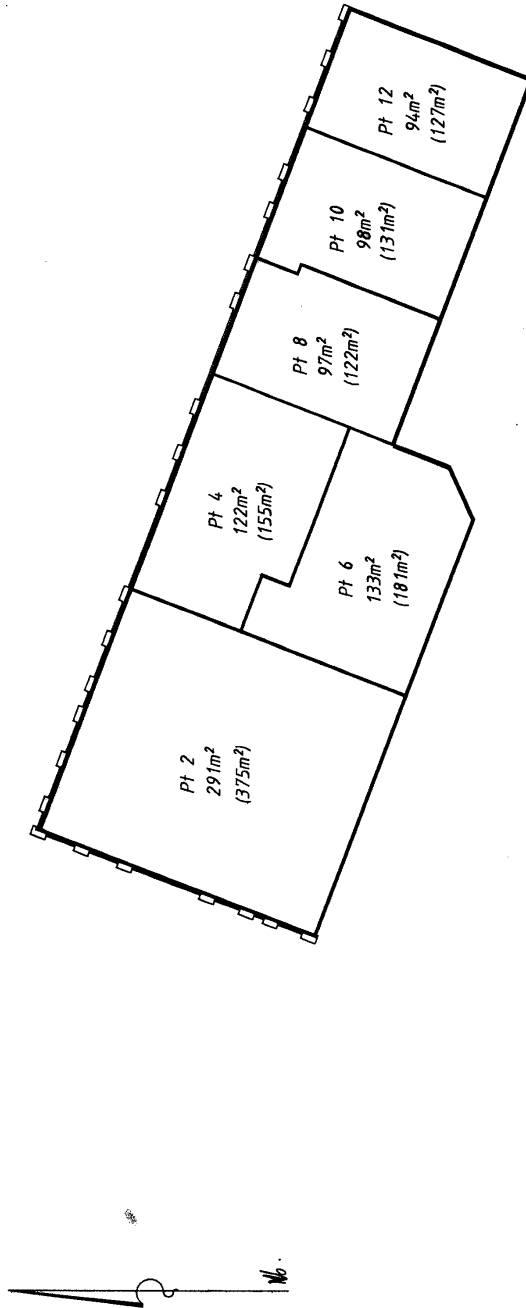 Pt 12
94m²
(127m²)
Pt 10
98m²
(131m²)
Pt 8
97m²
(122m²)
Pt 4
122m²
(155m²)
Pt 6
133m²
(181m²)
Pt 2
291m²
(375m²)